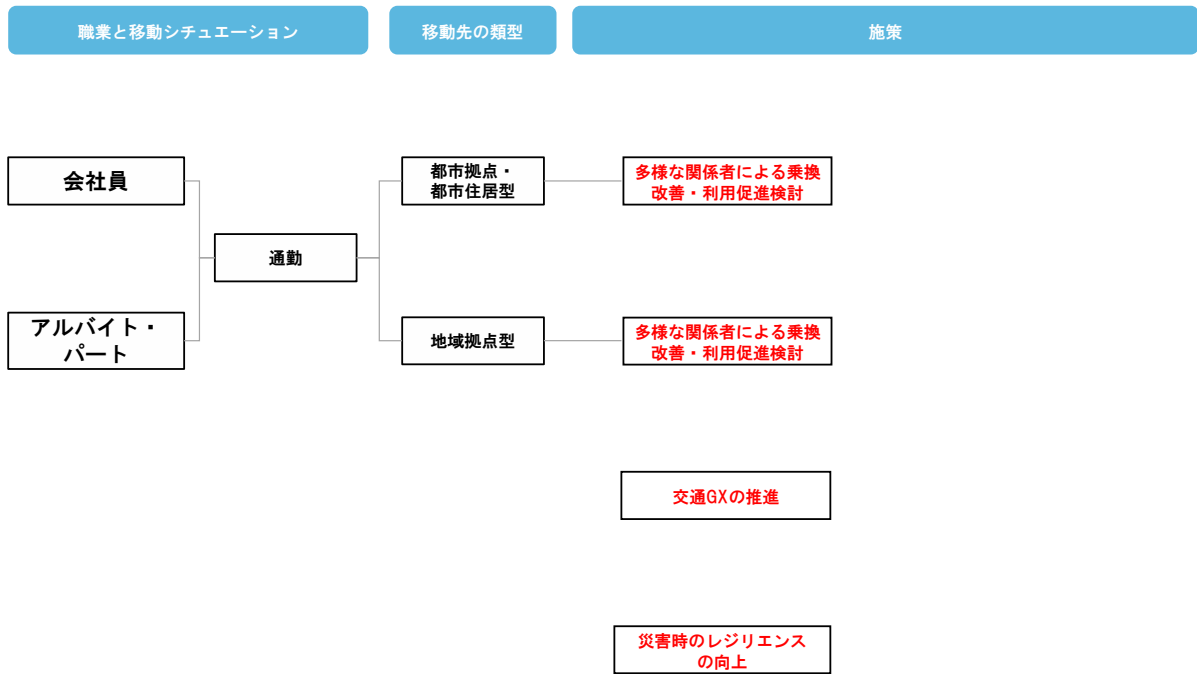 職業と移動シチュエーション
移動先の類型
施策
会社員
都市拠点・
都市住居型
多様な関係者による乗換
改善・利用促進検討
通勤
アルバイト・
パート
地域拠点型
多様な関係者による乗換
改善・利用促進検討
交通GXの推進
災害時のレジリエンス
の向上